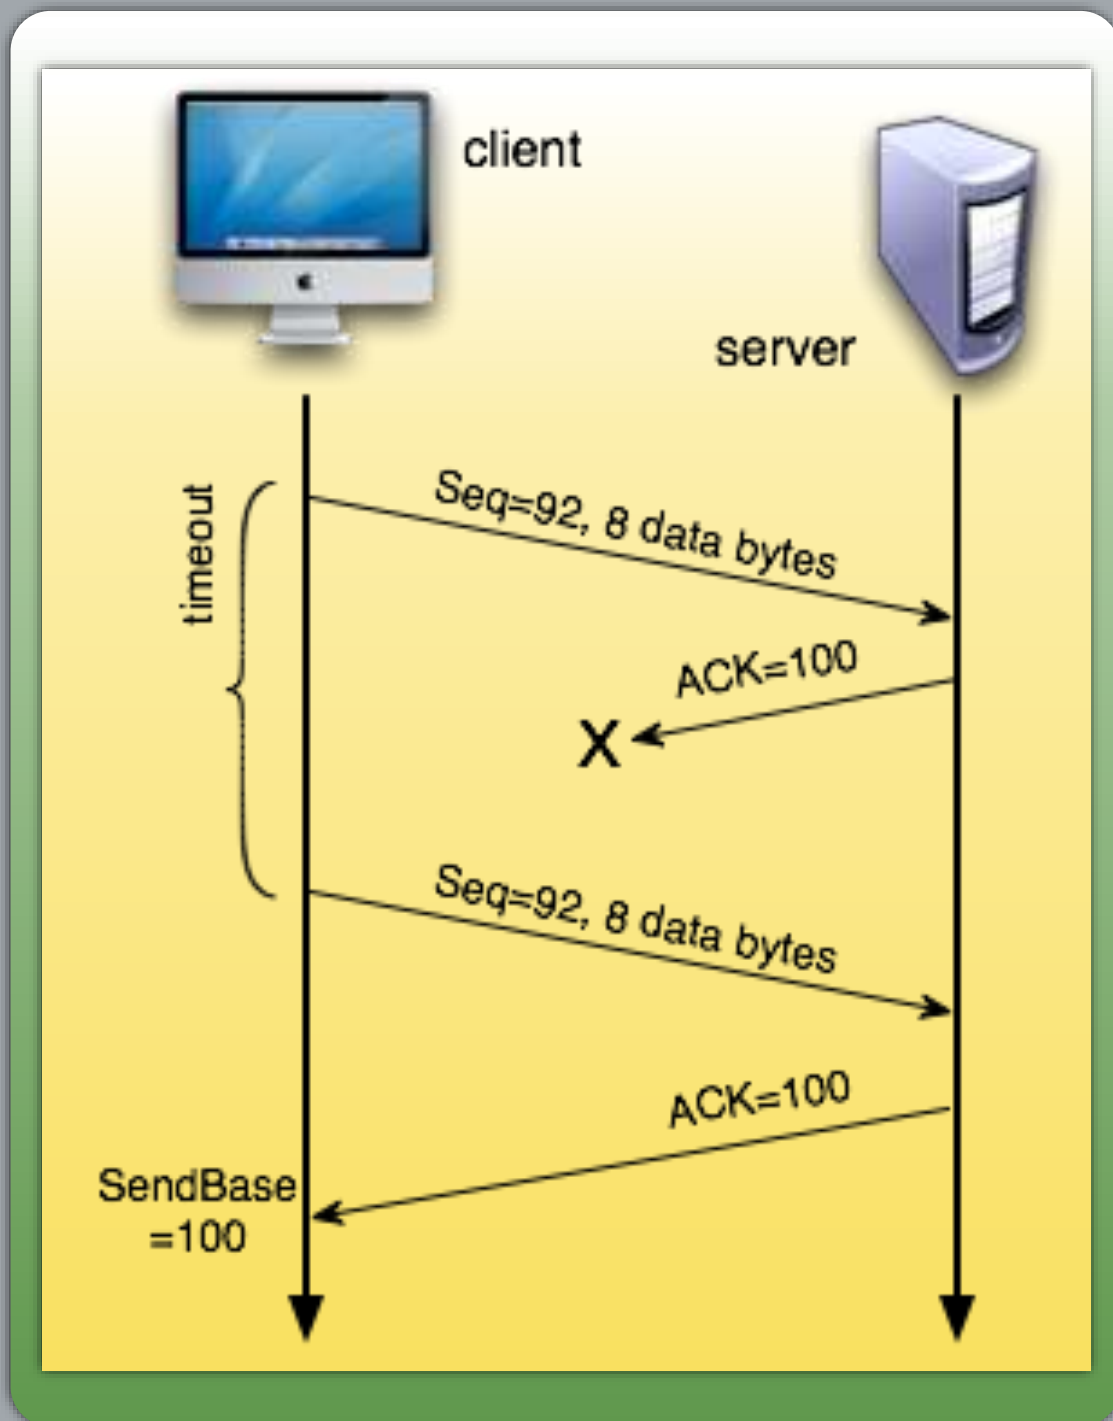 client
server
timeout
Seq=92, 8 data bytes
ACK=100
X
Seq=92, 8 data bytes
ACK=100
SendBase
=100